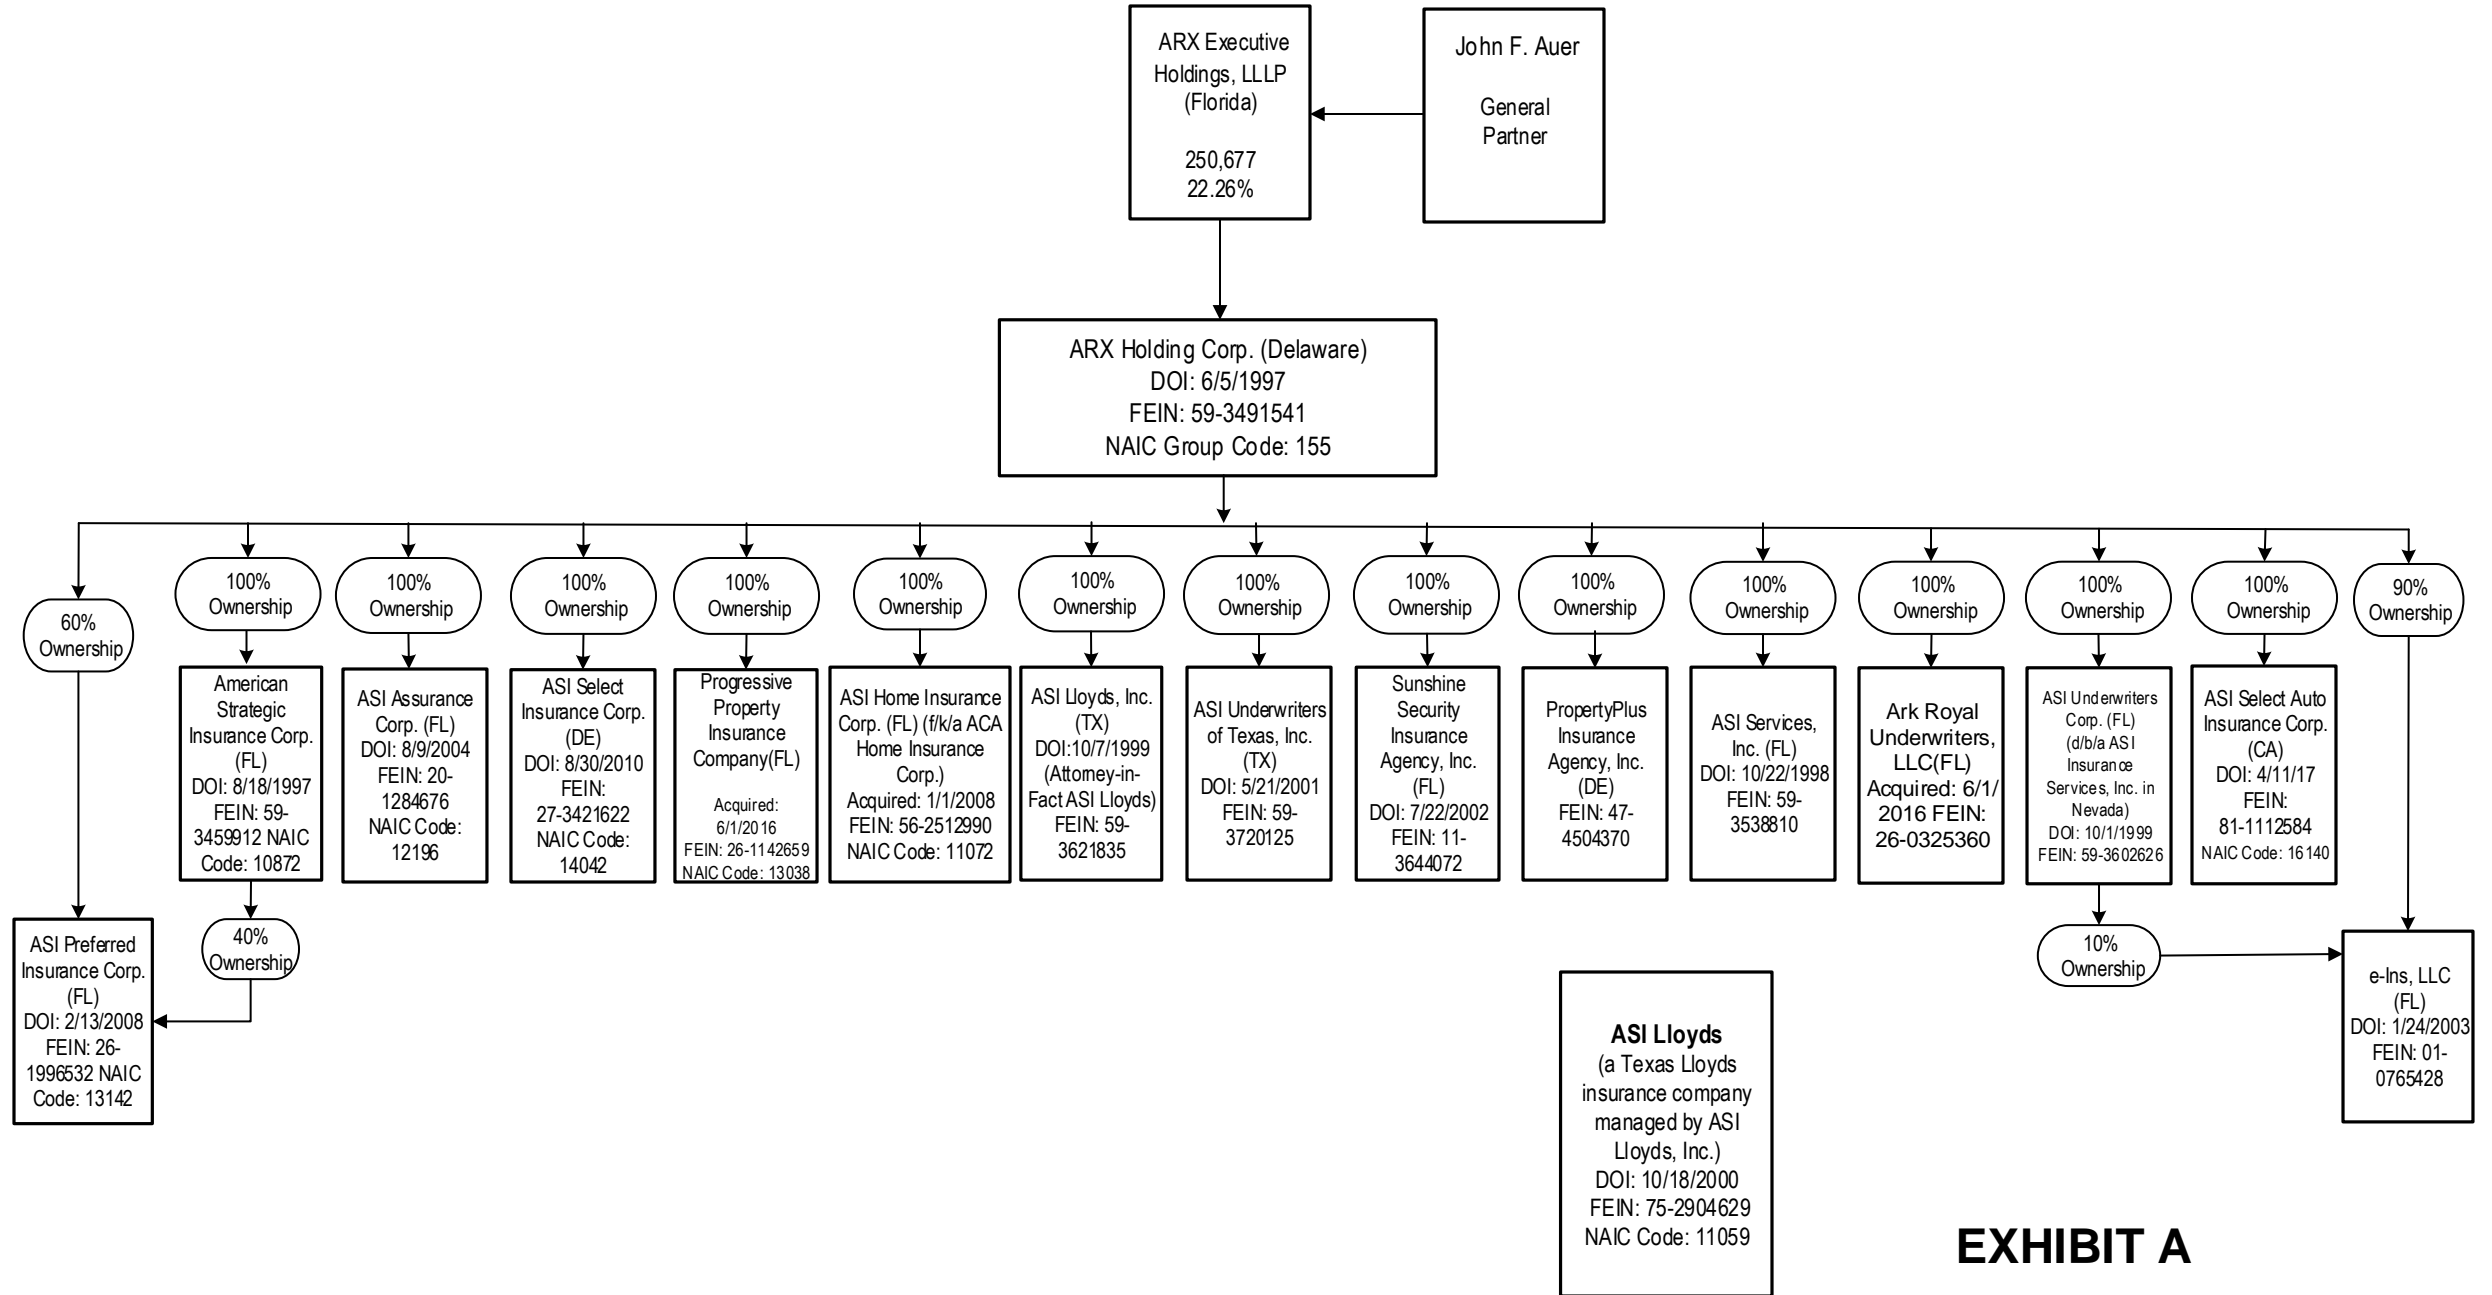 ARX Executive
Holdings, LLLP
(Florida)
250,677
22.26%
John F. Auer
General
Partner
ARX Holding Corp. (Delaware)
DOI: 6/5/1997
FEIN: 59-3491541
NAIC Group Code: 155
60%
Ownership
100%
Ownership
100%
Ownership
100%
Ownership
100%
Ownership
100%
Ownership
100%
Ownership
100%
Ownership
100%
Ownership
100%
Ownership
100%
Ownership
100%
Ownership
100%
Ownership
100%
Ownership
90%
Ownership
American
Strategic
Insurance Corp.
(FL)
DOI: 8/18/1997
FEIN: 59-
3459912 NAIC
Code: 10872
ASI Assurance
Corp. (FL)
DOI: 8/9/2004
FEIN: 20-
1284676
NAIC Code:
12196
ASI Select
Insurance Corp.
(DE)
DOI: 8/30/2010
FEIN:
27-3421622
NAIC Code:
14042
Progressive
Property
Insurance
Company(FL)
Acquired:
6/1/2016
FEIN: 26-1142659
NAIC Code: 13038
ASI Home Insurance
Corp. (FL) (f/k/a ACA
Home Insurance
Corp.)
Acquired: 1/1/2008
FEIN: 56-2512990
NAIC Code: 11072
ASI Lloyds, Inc.
(TX)
DOI:10/7/1999
(Attorney-in-
Fact ASI Lloyds)
FEIN: 59-
3621835
ASI Underwriters
of Texas, Inc.
(TX)
DOI: 5/21/2001
FEIN: 59-
3720125
Sunshine
Security
Insurance
Agency, Inc.
(FL)
DOI: 7/22/2002
FEIN: 11-
3644072
PropertyPlus
Insurance
Agency, Inc.
(DE)
FEIN: 47-
4504370
ASI Services,
Inc. (FL)
DOI: 10/22/1998
FEIN: 59-
3538810
Ark Royal
Underwriters,
LLC(FL)
Acquired: 6/1/
2016 FEIN:
26-0325360
ASI Underwriters
Corp. (FL)
(d/b/a ASI
Insurance
Services, Inc. in
Nevada)
DOI: 10/1/1999
FEIN: 59-3602626
ASI Select Auto
Insurance Corp.
(CA)
DOI: 4/11/17
FEIN:
81-1112584
NAIC Code: 16140
ASI Preferred
Insurance Corp.
(FL)
DOI: 2/13/2008
FEIN: 26-
1996532 NAIC
Code: 13142
40%
Ownership
10%
Ownership
e-Ins, LLC
(FL)
DOI: 1/24/2003
FEIN: 01-
0765428
ASI Lloyds
(a Texas Lloyds
insurance company
managed by ASI
Lloyds, Inc.)
DOI: 10/18/2000
FEIN: 75-2904629
NAIC Code: 11059
EXHIBIT A